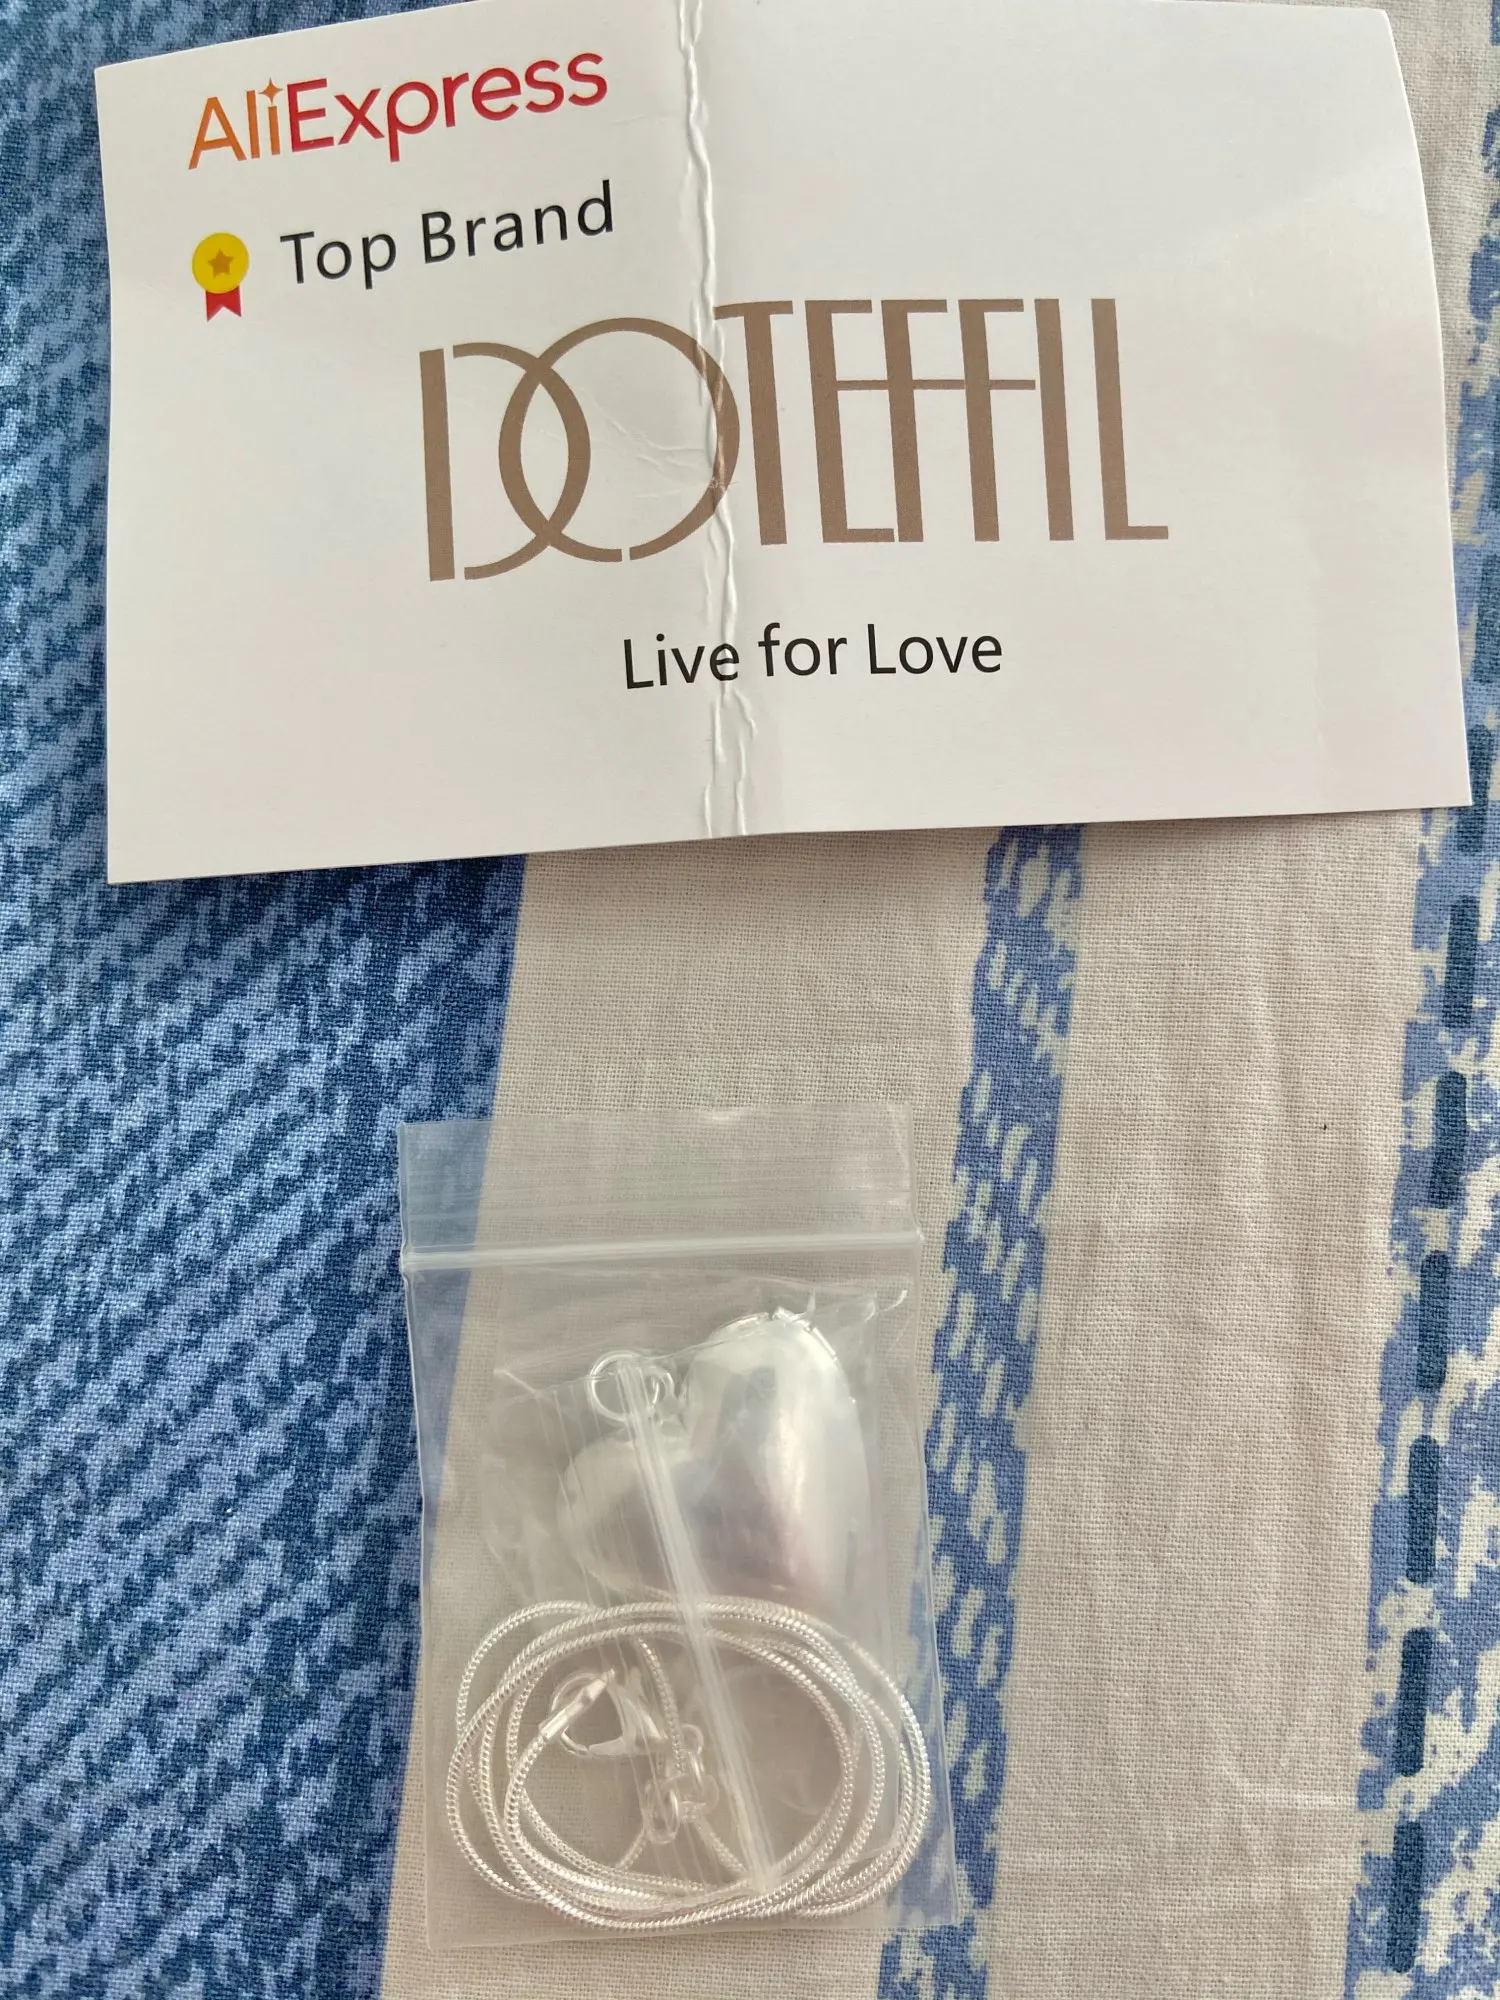 AliExpress
Top Brand
DOTEFFIL
Live for Love